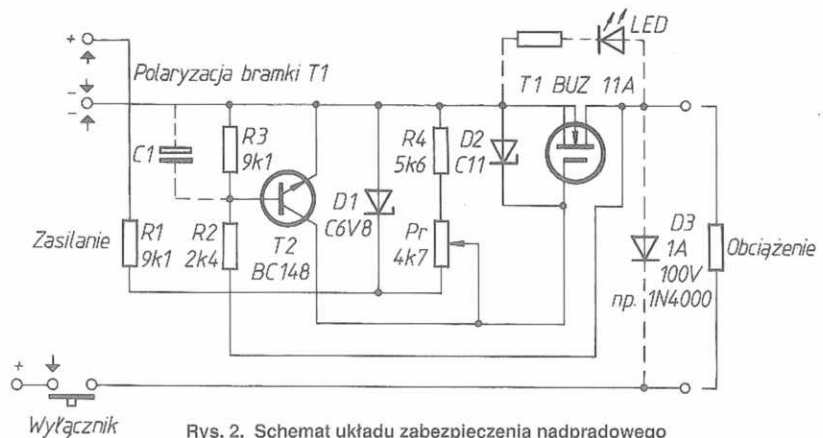 LED
Polaryzacja bramki T1
T1 BUZ 11A
C1
R3
9k1
R4
5k6
D2
C11
D1
C6V8
Zasilanie
R1
9k1
R2
2k4
T2
BC148
Pr
4k7
D3
1A
100V
np. 1N4000
Obciążenie
Wyłącznik
Rys. 2. Schemat układu zabezpieczenia nadprądowego